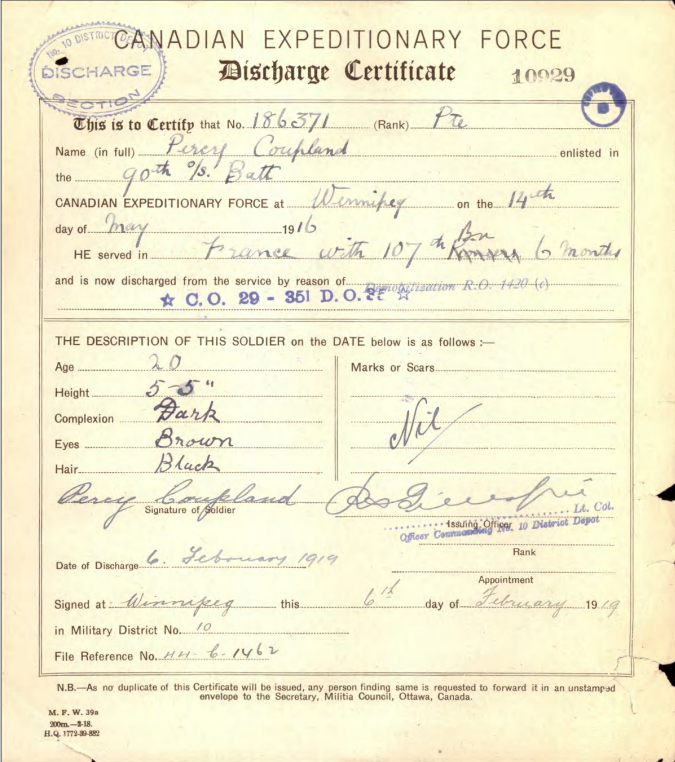 No. 10 DISTRICT DEPOT
DISCHARGE
SECTION
CANADIAN EXPEDITIONARY FORCE
Discharge Certificate
10929
This is to Certify that No. 186371 (Rank) Pte
Name (in full) Percy Coupland enlisted in
the 90th O/S. Batt
CANADIAN EXPEDITIONARY FORCE at Winnipeg on the 14th
day of May 1916
HE served in France with 107th Bn 6 months
and is now discharged from the service by reason of Demobilization R.O. 1420 (c)
☆ C.O. 29 - 351 D.O. ☆
THE DESCRIPTION OF THIS SOLDIER on the DATE below is as follows :—
Age 20
Height 5-5"
Complexion Dark
Eyes Brown
Hair Black
Marks or Scars
Nil
Percy Coupland
Signature of Soldier
Lt. Col.
Issuing Officer
Officer Commanding No. 10 District Depot
Rank
Date of Discharge 6. February 1919
Appointment
Signed at Winnipeg this 6th day of February 1919
in Military District No. 10
File Reference No. HH-6-1462
N.B.—As no duplicate of this Certificate will be issued, any person finding same is requested to forward it in an unstamped
envelope to the Secretary, Militia Council, Ottawa, Canada.
M. F. W. 39a
200m.—2-18.
H.Q. 1772-39-882